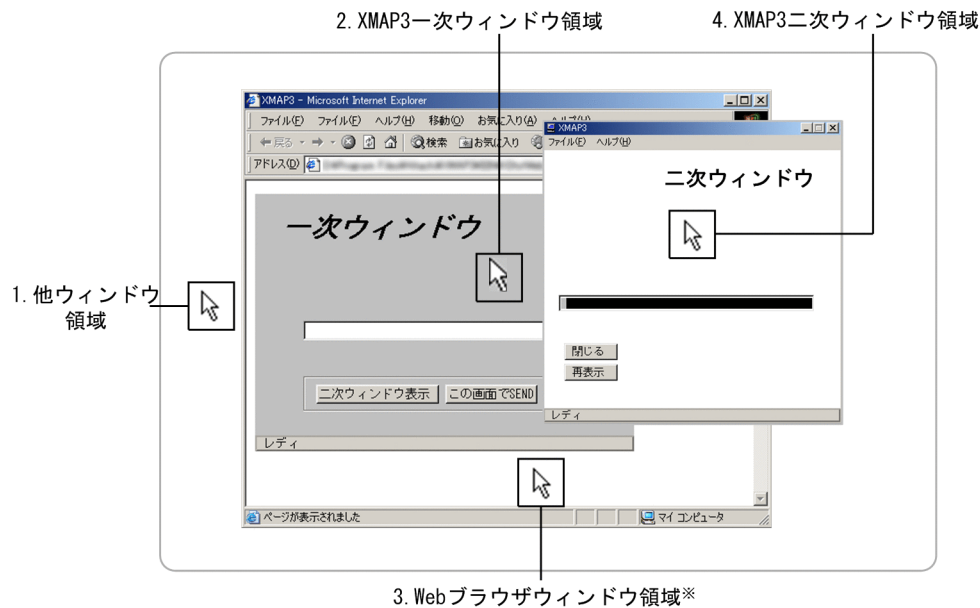 2. XMAP3一次ウィンドウ領域
4. XMAP3二次ウィンドウ領域
XMAP3 - Microsoft Internet Explorer
ファイル(F) ファイル(E) ヘルプ(H) 移動(O) お気に入り(A) ヘルプ(H)
戻る 検索 お気に入り
アドレス(D)
XMAP3
ファイル(F) ヘルプ(H)
二次ウィンドウ
一次ウィンドウ
1. 他ウィンドウ
領域
閉じる
再表示
二次ウィンドウ表示 この画面でSEND
レディ
レディ
ページが表示されました マイ コンピュータ
3. Webブラウザウィンドウ領域※